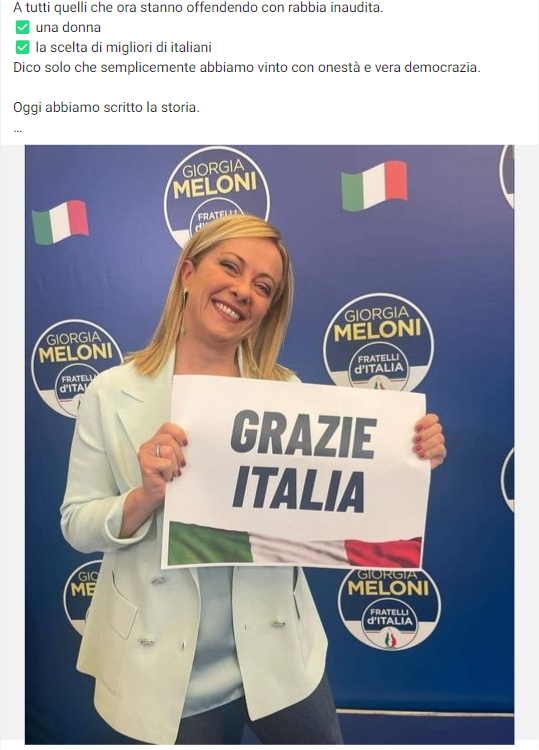 A tutti quelli che ora stanno offendendo con rabbia inaudita.
✅ una donna
✅ la scelta di migliori di italiani
Dico solo che semplicemente abbiamo vinto con onestà e vera democrazia.
Oggi abbiamo scritto la storia.
...
GIORGIA
MELONI
FRATELLI
GIORGIA
MELONI
FRATELLI
d'ITALIA
GIORGIA
MELONI
FRATELLI
d'ITALIA
GRAZIE
ITALIA
GIORGIA
MELONI
FRATELLI
d'ITALIA